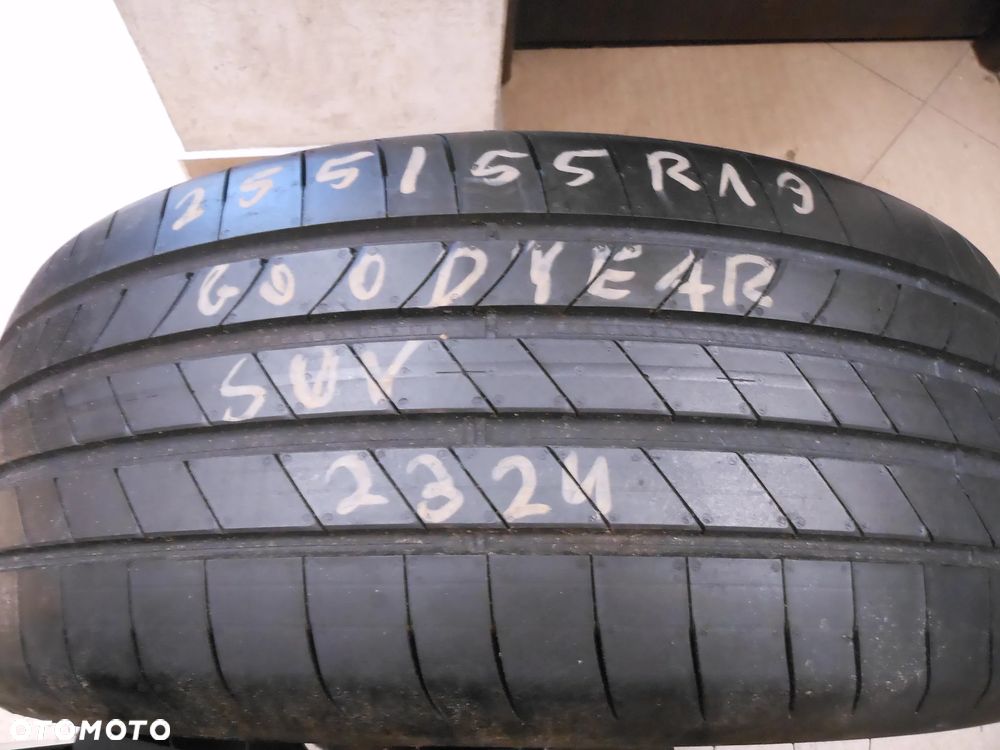 255/55R19
GOODYEAR
SUV
2324
OTOMOTO